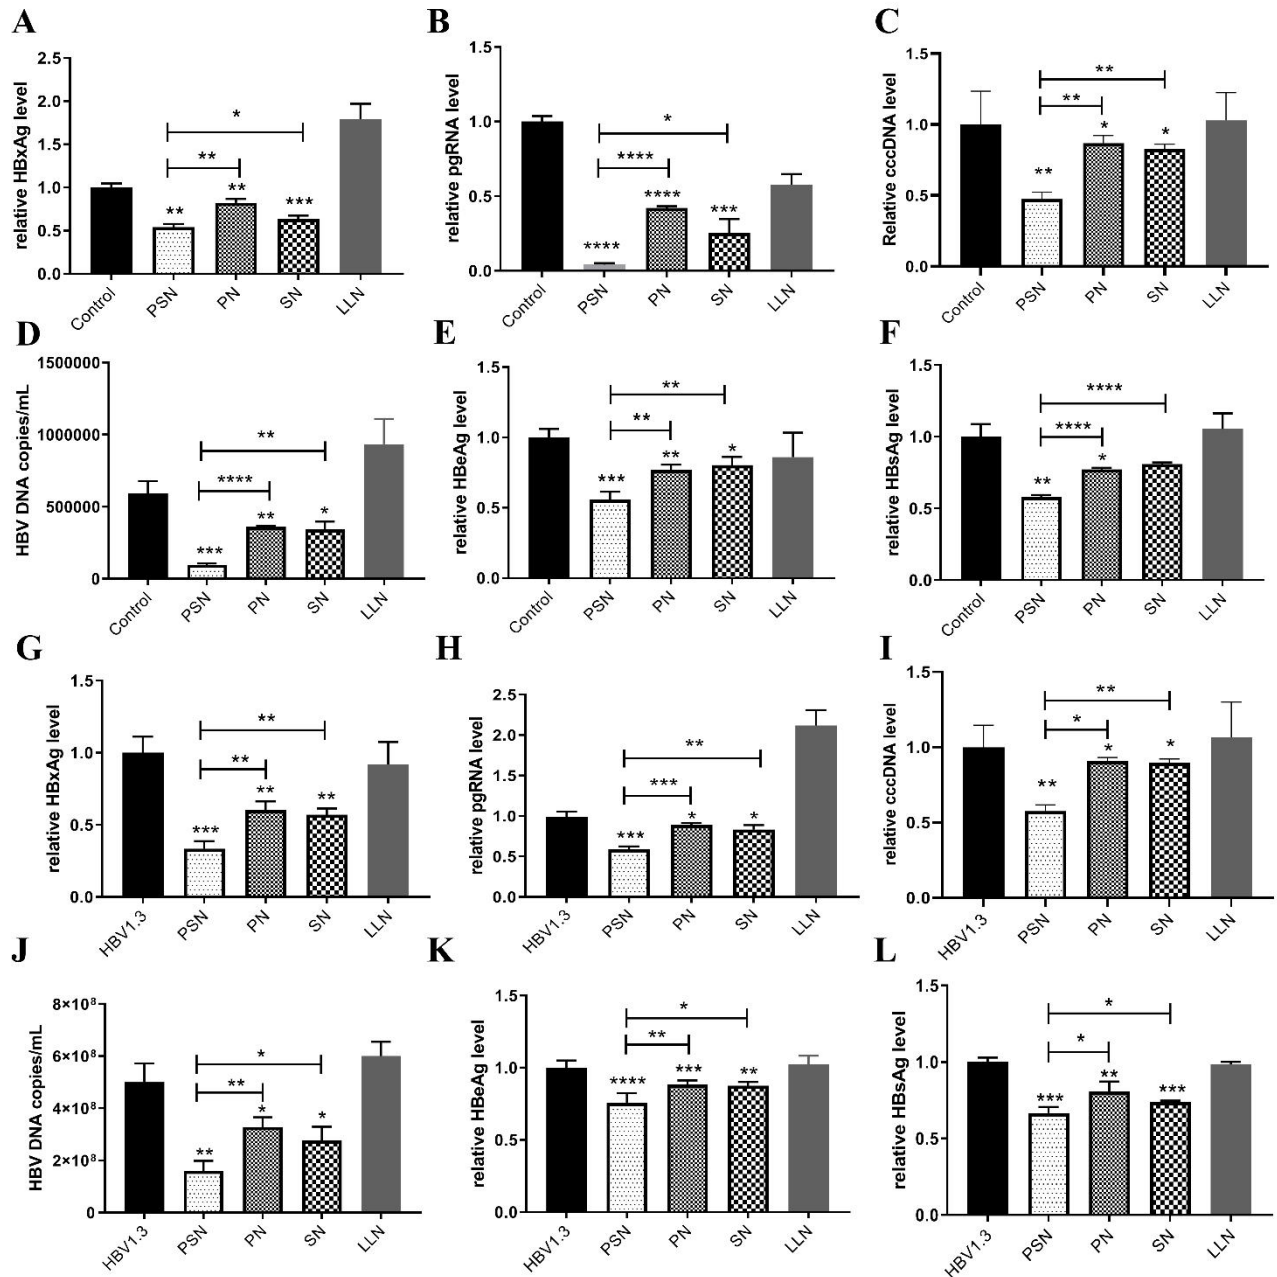 A
relative HBxAg level
2.5
2.0
1.5
1.0
0.5
0.0
*
**
** ** ***
Control PSN PN SN LLN
B
relative pgRNA level
1.5
1.0
0.5
0.0
*
****
**** **** ***
Control PSN PN SN LLN
C
Relative cccDNA level
1.5
1.0
0.5
0.0
**
**
** * *
Control PSN PN SN LLN
D
HBV DNA copies/mL
1500000
1000000
500000
0
**
****
*** ** *
Control PSN PN SN LLN
E
relative HBeAg level
1.5
1.0
0.5
0.0
**
**
*** ** *
Control PSN PN SN LLN
F
relative HBsAg level
1.5
1.0
0.5
0.0
****
****
** *
Control PSN PN SN LLN
G
relative HBxAg level
1.5
1.0
0.5
0.0
**
**
*** ** **
HBV1.3 PSN PN SN LLN
H
relative pgRNA level
2.5
2.0
1.5
1.0
0.5
0.0
**
***
*** * *
HBV1.3 PSN PN SN LLN
I
relative cccDNA level
1.5
1.0
0.5
0.0
**
*
** * *
HBV1.3 PSN PN SN LLN
J
HBV DNA copies/mL
8×10⁸
6×10⁸
4×10⁸
2×10⁸
0
*
**
** * *
HBV1.3 PSN PN SN LLN
K
relative HBeAg level
1.5
1.0
0.5
0.0
*
**
**** *** **
HBV1.3 PSN PN SN LLN
L
relative HBsAg level
1.5
1.0
0.5
0.0
*
*
*** ** ***
HBV1.3 PSN PN SN LLN